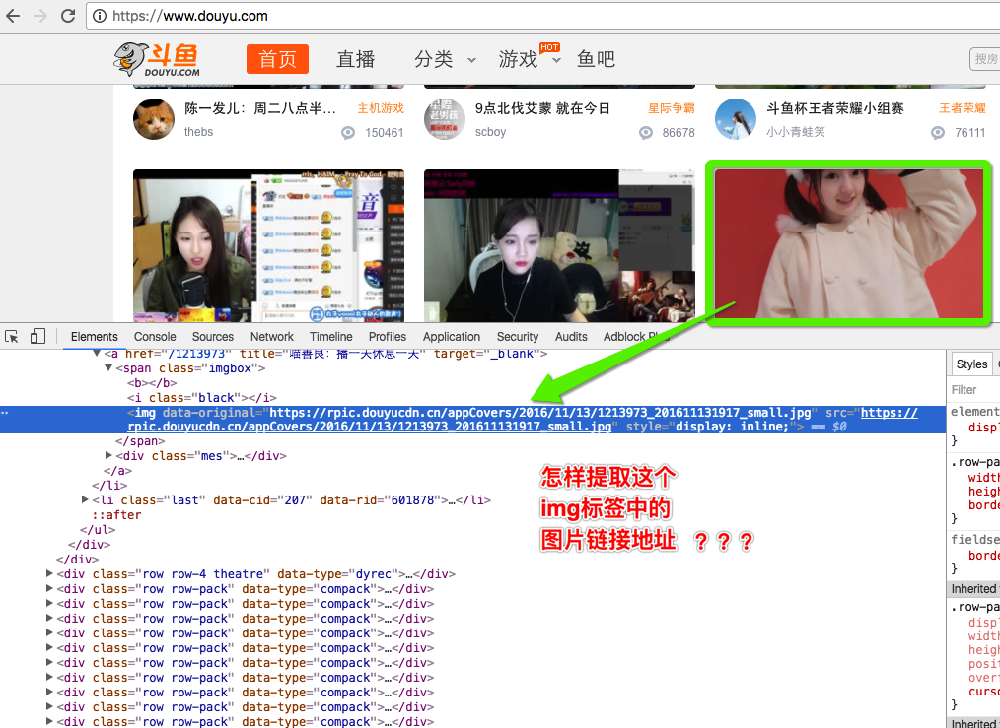 https://www.douyu.com
斗鱼
DOUYU.COM
首页
直播
分类
游戏
HOT
鱼吧
搜房
陈一发儿：周二八点半...
主机游戏
thebs
150461
9点北伐艾蒙 就在今日
星际争霸
scboy
86678
斗鱼杯王者荣耀小组赛
王者荣耀
小小青蛙笑
76111
Elements Console Sources Network Timeline Profiles Application Security Audits Adblock Plus
<a href="/1213973" title="喵善良：播一天休息一天" target="_blank">
<span class="imgbox">
<b></b>
<i class="black"></i>
<img data-original="https://rpic.douyucdn.cn/appCovers/2016/11/13/1213973_201611131917_small.jpg" src="https://
rpic.douyucdn.cn/appCovers/2016/11/13/1213973_201611131917_small.jpg" style="display: inline;"> == $0
</span>
<div class="mes">…</div>
</a>
</li>
<li class="last" data-cid="207" data-rid="601878">…</li>
::after
</ul>
</div>
</div>
<div class="row row-4 theatre" data-type="dyrec">…</div>
<div class="row row-pack" data-type="compack">…</div>
<div class="row row-pack" data-type="compack">…</div>
<div class="row row-pack" data-type="compack">…</div>
<div class="row row-pack" data-type="compack">…</div>
<div class="row row-pack" data-type="compack">…</div>
<div class="row row-pack" data-type="compack">…</div>
<div class="row row-pack" data-type="compack">…</div>
<div class="row row-pack" data-type="compack">…</div>
<div class="row row-pack" data-type="compack">…</div>
<div class="row row-pack" data-type="compack">…</div>
怎样提取这个
img标签中的
图片链接地址 ？？？
Styles
Filter
element
disp
}
.row-pa
width
heigh
borde
}
fieldse
borde
}
Inherited
.row-pa
displ
width
heigh
posit
overf
curso
}
Inherited